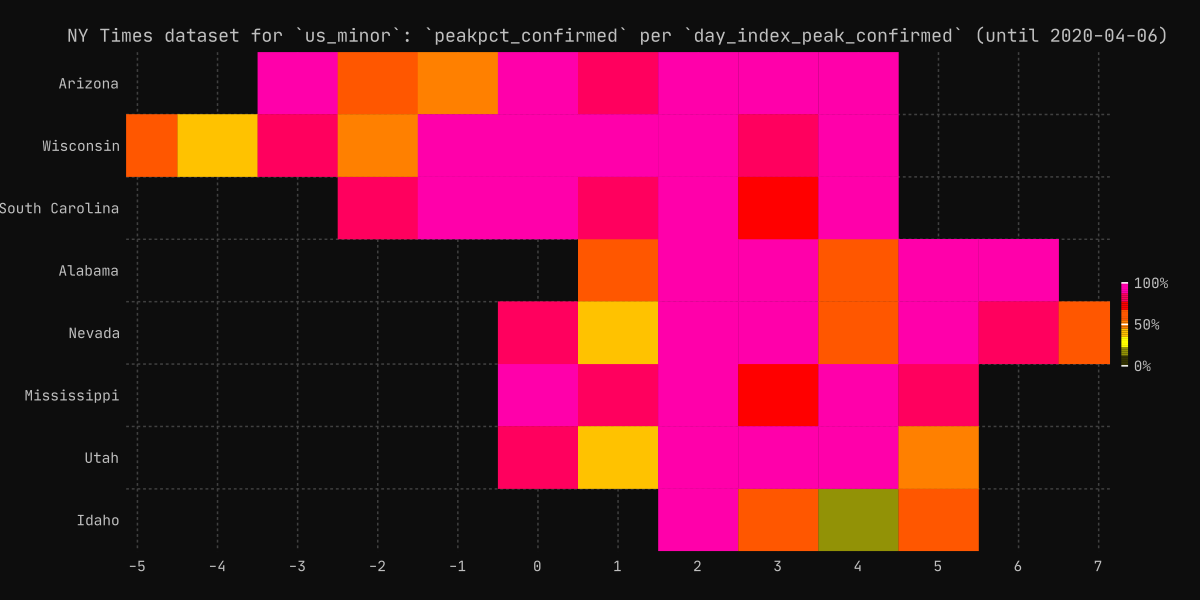 NY Times dataset for `us_minor`: `peakpct_confirmed` per `day_index_peak_confirmed` (until 2020-04-06)
Arizona
Wisconsin
South Carolina
Alabama
Nevada
Mississippi
Utah
Idaho
100%
50%
0%
-5 -4 -3 -2 -1 0 1 2 3 4 5 6 7